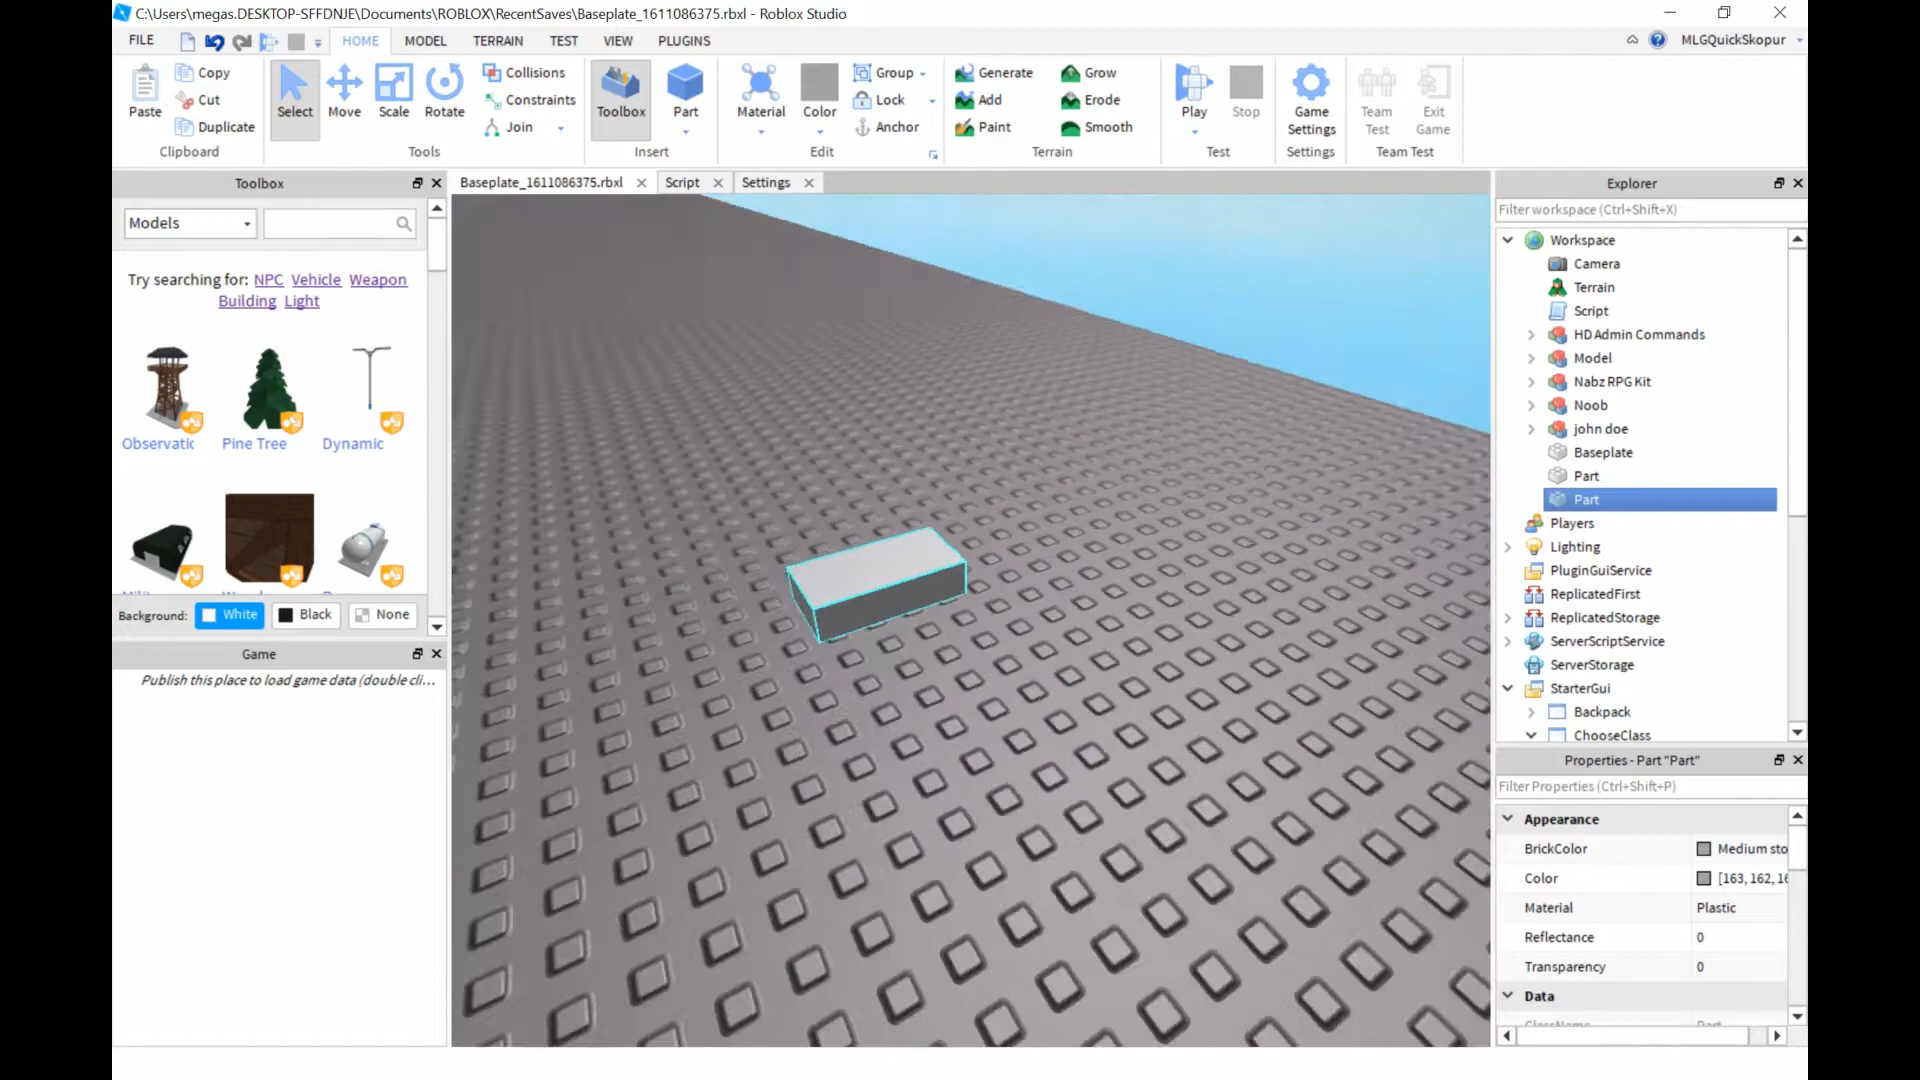 C:\Users\megas.DESKTOP-SFFDNJE\Documents\ROBLOX\RecentSaves\Baseplate_1611086375.rbxl - Roblox Studio
FILE HOME MODEL TERRAIN TEST VIEW PLUGINS MLGQuickSkopur
Paste Copy Cut Duplicate
Select Move Scale Rotate
Collisions Constraints Join
Toolbox Part
Material Color
Group Lock Anchor
Generate Add Paint
Grow Erode Smooth
Play Stop
Game Settings
Team Test
Exit Game
Clipboard Tools Insert Edit Terrain Test Settings Team Test
Toolbox
Baseplate_1611086375.rbxl Script Settings
Models
Try searching for: NPC Vehicle Weapon
Building Light
Observatic Pine Tree Dynamic
Background: White Black None
Game
Publish this place to load game data (double cli...
Explorer
Filter workspace (Ctrl+Shift+X)
Workspace
Camera
Terrain
Script
HD Admin Commands
Model
Nabz RPG Kit
Noob
john doe
Baseplate
Part
Part
Players
Lighting
PluginGuiService
ReplicatedFirst
ReplicatedStorage
ServerScriptService
ServerStorage
StarterGui
Backpack
ChooseClass
Properties - Part "Part"
Filter Properties (Ctrl+Shift+P)
Appearance
BrickColor Medium sto
Color [163, 162, 16
Material Plastic
Reflectance 0
Transparency 0
Data